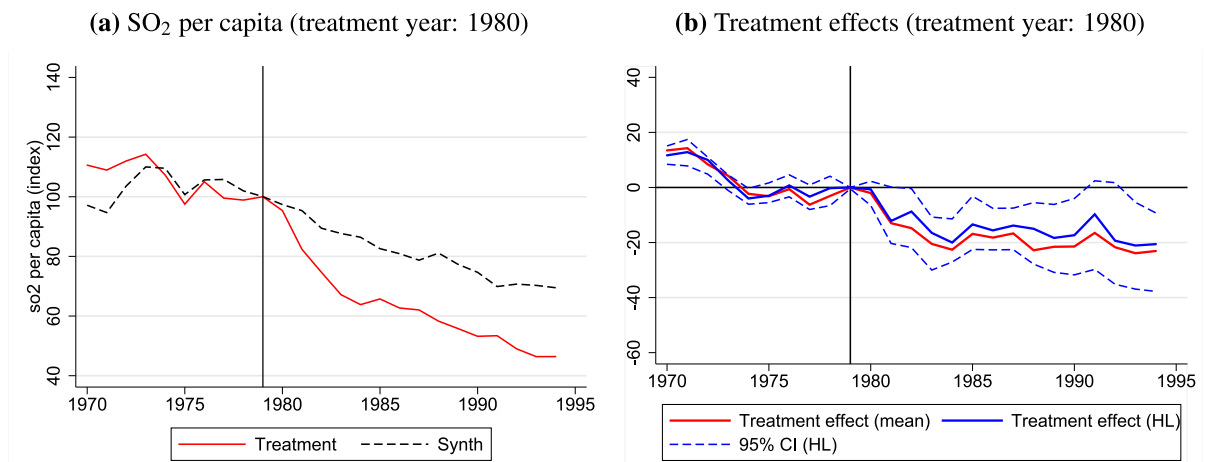 (a) SO₂ per capita (treatment year: 1980)
so2 per capita (index)
140
120
100
80
60
40
1970 1975 1980 1985 1990 1995
Treatment Synth
(b) Treatment effects (treatment year: 1980)
40
20
0
-20
-40
-60
1970 1975 1980 1985 1990 1995
Treatment effect (mean) Treatment effect (HL)
95% CI (HL)